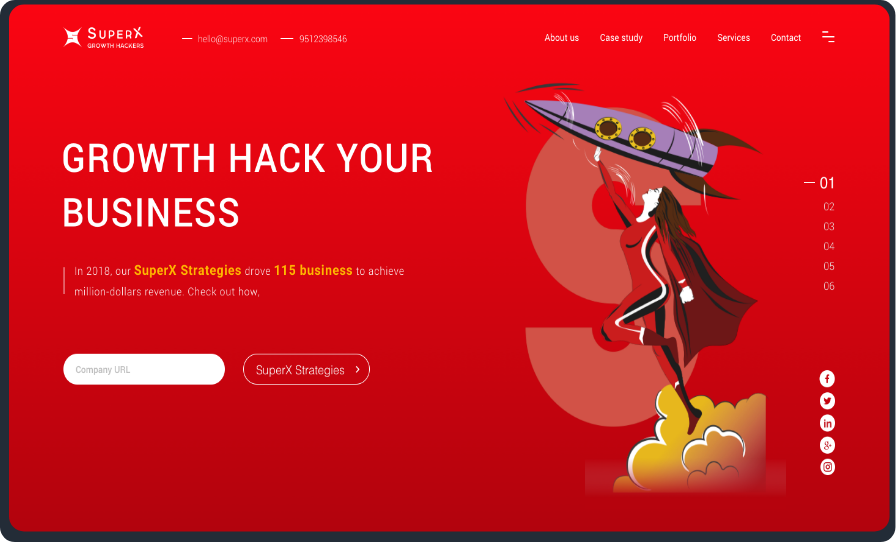 SUPERX
GROWTH HACKERS
hello@superx.com
9512398546
About us
Case study
Portfolio
Services
Contact
GROWTH HACK YOUR
BUSINESS
In 2018, our SuperX Strategies drove 115 business to achieve
million-dollars revenue. Check out how,
Company URL
SuperX Strategies
S
01
02
03
04
05
06